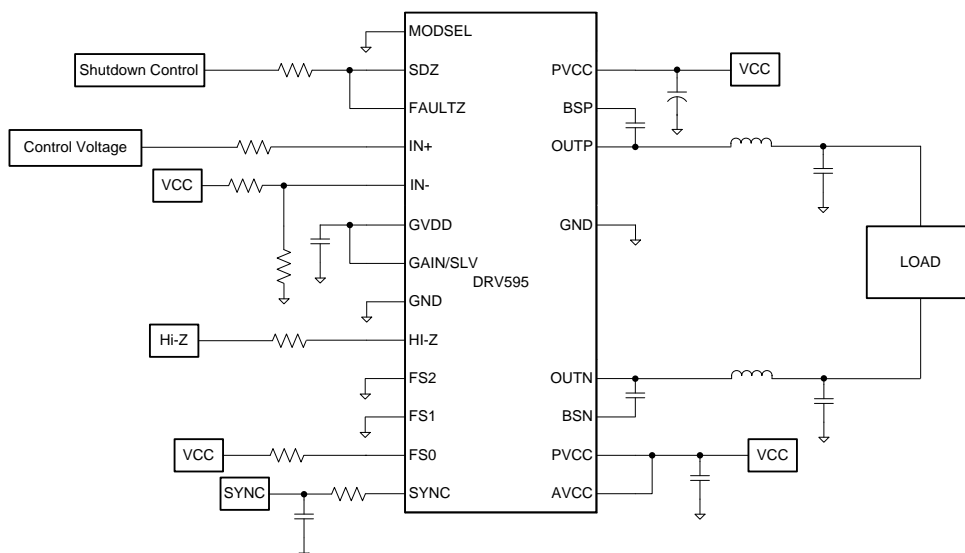 MODSEL
Shutdown Control
SDZ
PVCC
VCC
FAULTZ
BSP
Control Voltage
IN+
OUTP
VCC
IN-
GVDD
GND
GAIN/SLV
LOAD
DRV595
GND
Hi-Z
HI-Z
FS2
OUTN
FS1
BSN
VCC
FS0
PVCC
VCC
SYNC
SYNC
AVCC